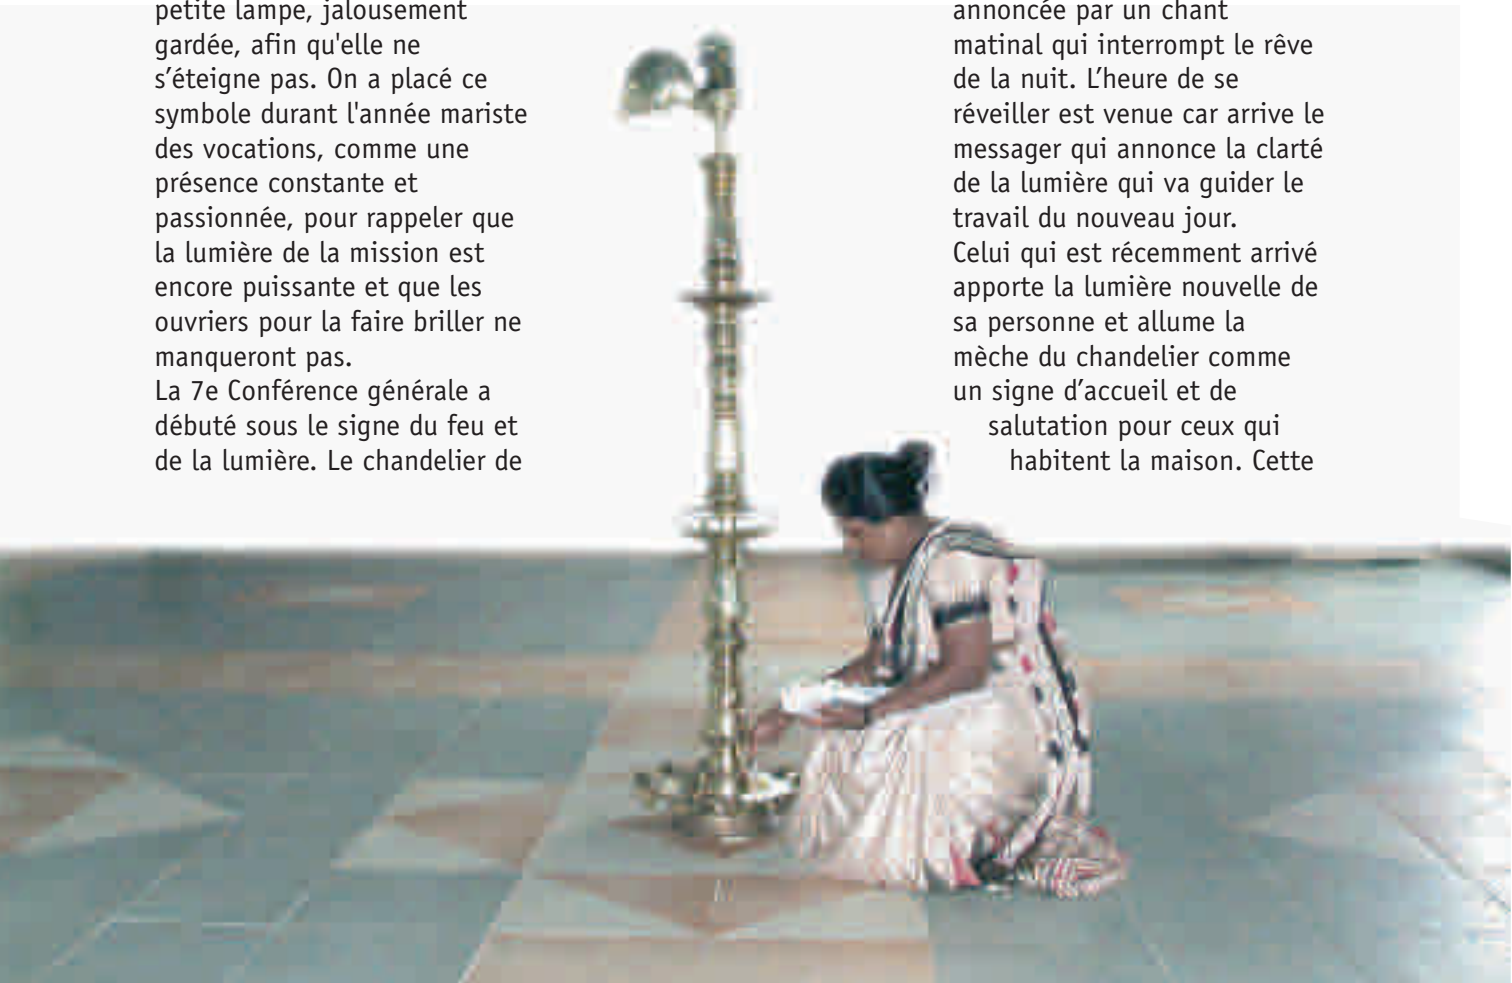 petite lampe, jalousement
gardée, afin qu'elle ne
s’éteigne pas. On a placé ce
symbole durant l'année mariste
des vocations, comme une
présence constante et
passionnée, pour rappeler que
la lumière de la mission est
encore puissante et que les
ouvriers pour la faire briller ne
manqueront pas.
La 7e Conférence générale a
débuté sous le signe du feu et
de la lumière. Le chandelier de
annoncée par un chant
matinal qui interrompt le rêve
de la nuit. L’heure de se
réveiller est venue car arrive le
messager qui annonce la clarté
de la lumière qui va guider le
travail du nouveau jour.
Celui qui est récemment arrivé
apporte la lumière nouvelle de
sa personne et allume la
mèche du chandelier comme
un signe d’accueil et de
salutation pour ceux qui
habitent la maison. Cette